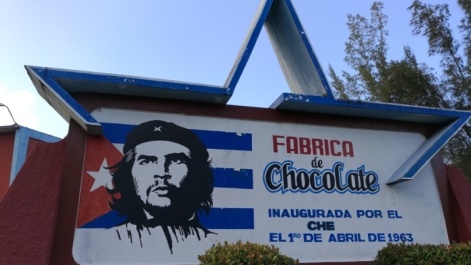 FABRICA
de
ChocoLate
INAUGURADA POR EL
CHE
EL 1RO DE ABRIL DE 1963